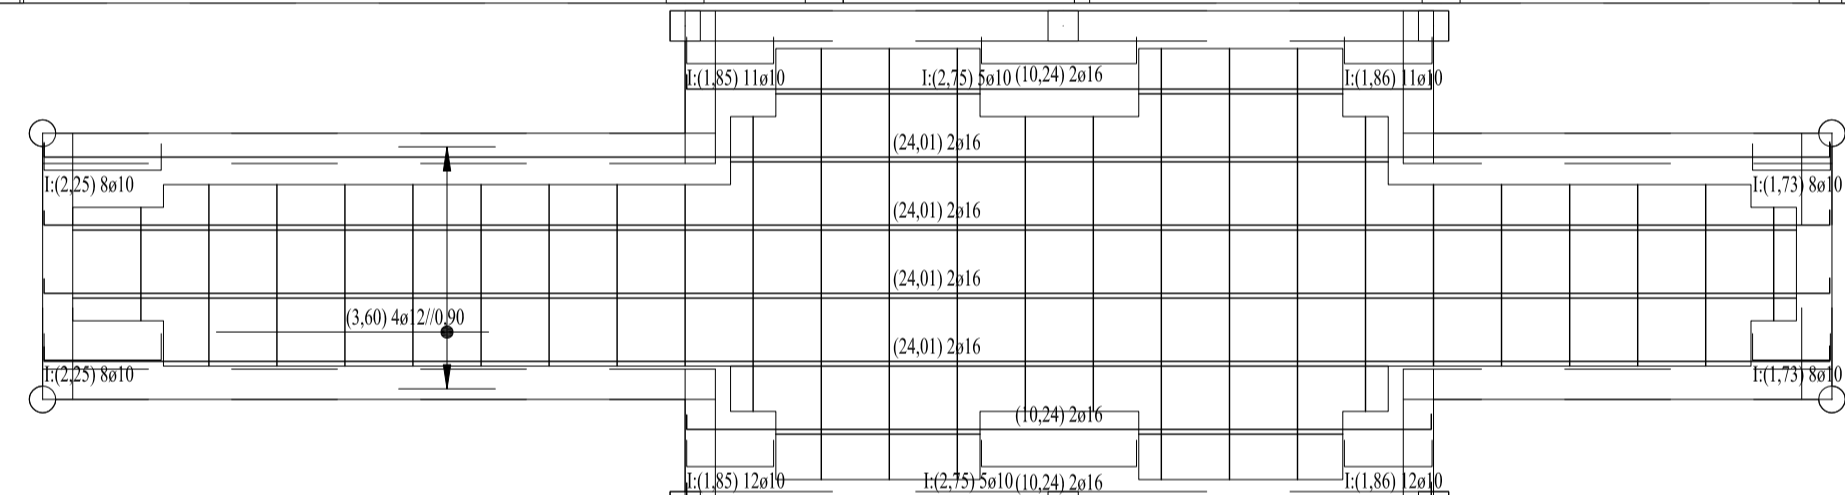 I:(1,85) 11ø10
I:(2,75) 5ø10
(10,24) 2ø16
I:(1,86) 11ø10
(24,01) 2ø16
I:(2,25) 8ø10
I:(1,73) 8ø10
(24,01) 2ø16
(24,01) 2ø16
(3,60) 4ø12//0,90
(24,01) 2ø16
I:(2,25) 8ø10
I:(1,73) 8ø10
(10,24) 2ø16
I:(1,85) 12ø10
I:(2,75) 5ø10
(10,24) 2ø16
I:(1,86) 12ø10